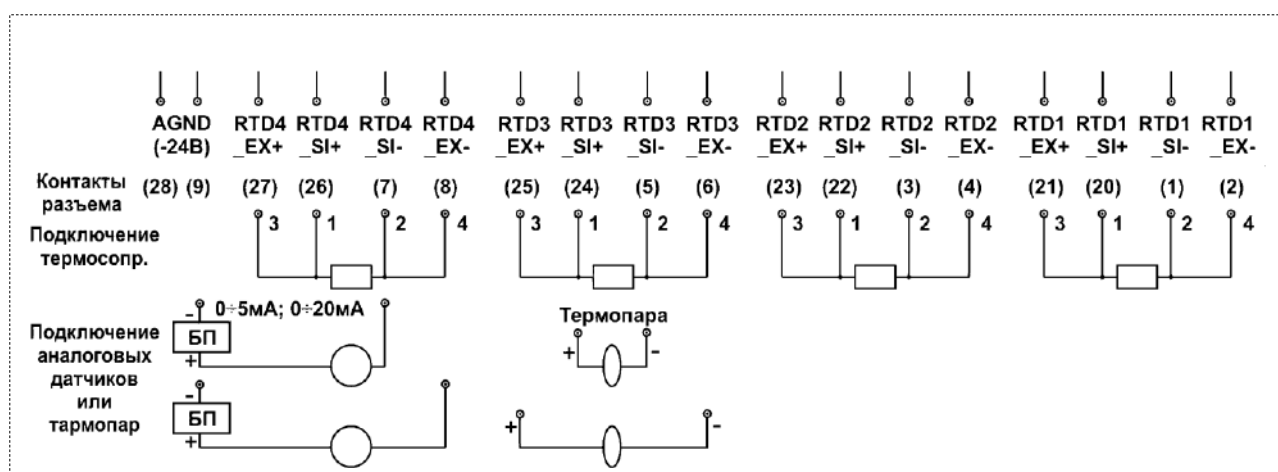 AGND RTD4 RTD4 RTD4 RTD4 RTD3 RTD3 RTD3 RTD3 RTD2 RTD2 RTD2 RTD2 RTD1 RTD1 RTD1 RTD1
(-24В) _EX+ _SI+ _SI- _EX- _EX+ _SI+ _SI- _EX- _EX+ _SI+ _SI- _EX- _EX+ _SI+ _SI- _EX-
Контакты
разъема
(28) (9) (27) (26) (7) (8) (25) (24) (5) (6) (23) (22) (3) (4) (21) (20) (1) (2)
Подключение
термосопр.
3 1 2 4 3 1 2 4 3 1 2 4 3 1 2 4
- 0÷5мА; 0÷20мА
БП
+
Термопара
+ -
Подключение
аналоговых
датчиков
или
тармопар
-
БП
+
+ -